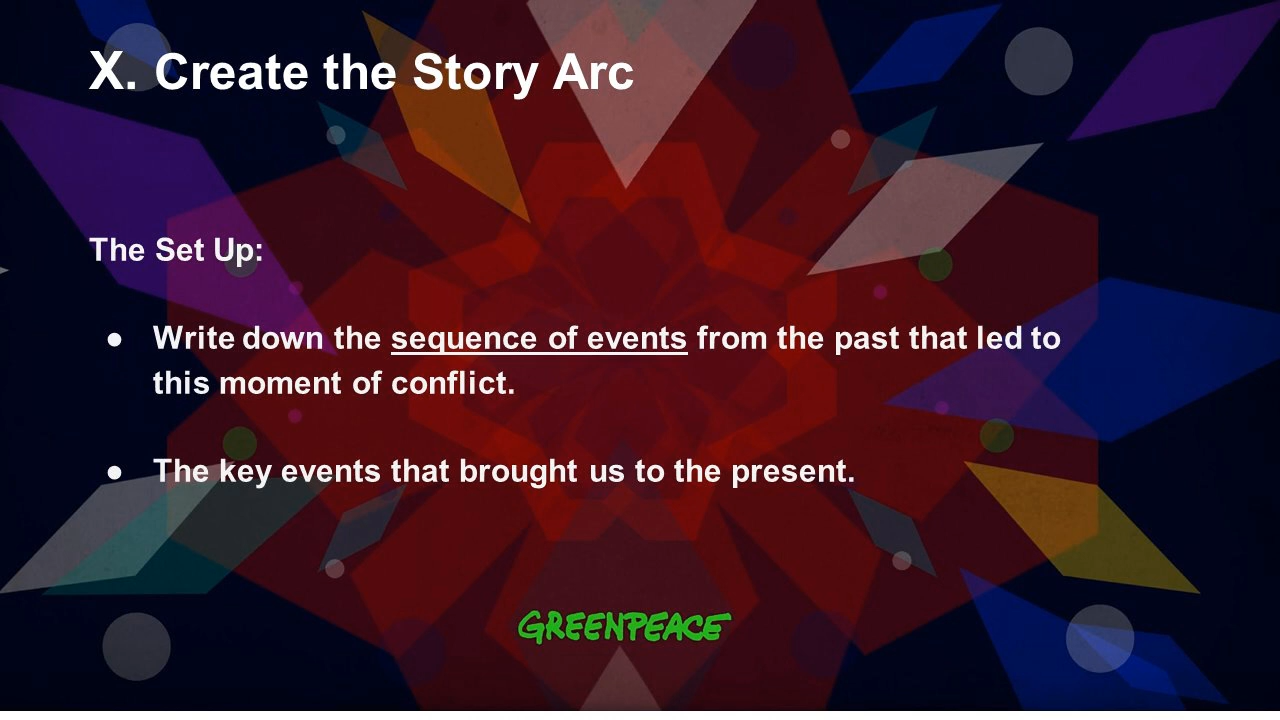 X. Create the Story Arc
The Set Up:
● Write down the sequence of events from the past that led to
this moment of conflict.
● The key events that brought us to the present.
GREENPEACE